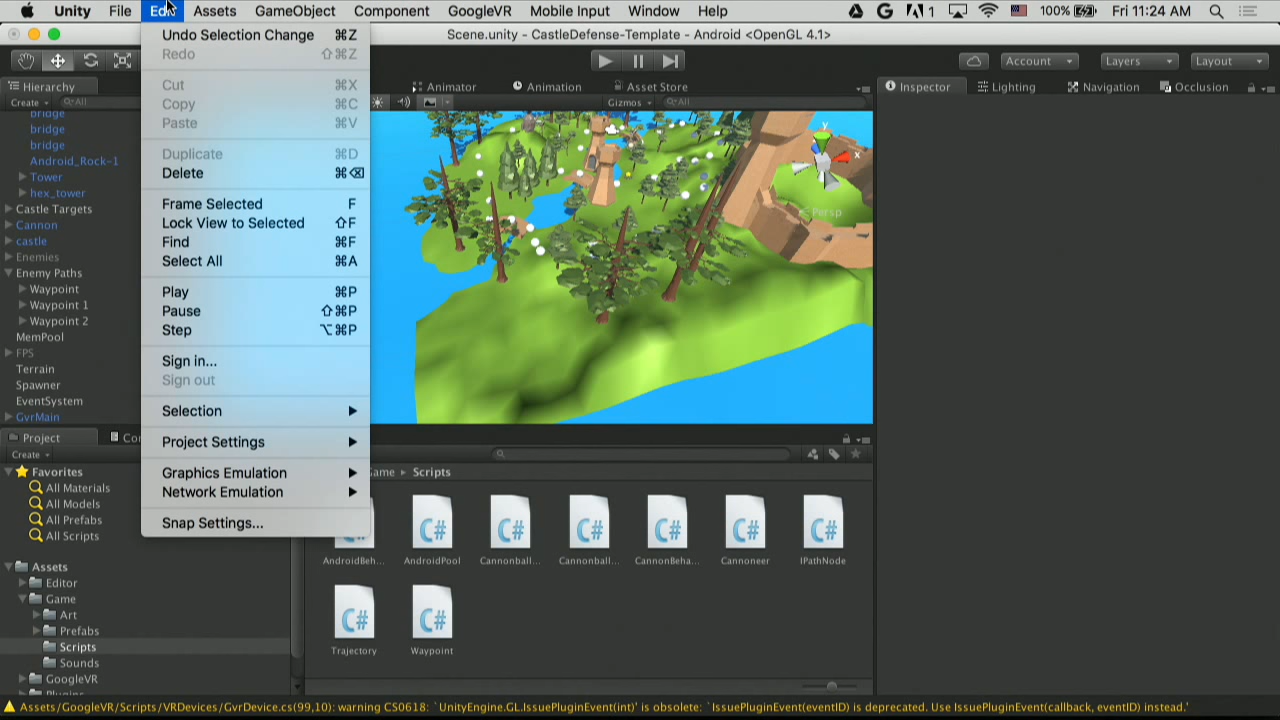 Unity File Edit Assets GameObject Component GoogleVR Mobile Input Window Help 1 100% Fri 11:24 AM
Scene.unity - CastleDefense-Template - Android <OpenGL 4.1>
Account Layers Layout
Hierarchy Animator Animation Asset Store Inspector Lighting Navigation Occlusion
Create All Gizmos All
Undo Selection Change ⌘Z
Redo ⇧⌘Z
Cut ⌘X
Copy ⌘C
Paste ⌘V
Duplicate ⌘D
Delete ⌘⌫
Frame Selected F
Lock View to Selected ⇧F
Find ⌘F
Select All ⌘A
Play ⌘P
Pause ⇧⌘P
Step ⌥⌘P
Sign in...
Sign out
Selection
Project Settings
Graphics Emulation
Network Emulation
Snap Settings...
bridge
bridge
bridge
Android_Rock-1
Tower
hex_tower
Castle Targets
Cannon
castle
Enemies
Enemy Paths
Waypoint
Waypoint 1
Waypoint 2
MemPool
FPS
Terrain
Spawner
EventSystem
GvrMain
y
x
Persp
Project Con
Create
Favorites
All Materials
All Models
All Prefabs
All Scripts
Assets
Editor
Game
Art
Prefabs
Scripts
Sounds
GoogleVR
Plugins
Game Scripts
C# C# C# C# C# C# C#
AndroidBeh... AndroidPool Cannonball... Cannonball... CannonBeha... Cannoneer IPathNode
C# C#
Trajectory Waypoint
Assets/GoogleVR/Scripts/VRDevices/GvrDevice.cs(99,10): warning CS0618: `UnityEngine.GL.IssuePluginEvent(int)' is obsolete: `IssuePluginEvent(eventID) is deprecated. Use IssuePluginEvent(callback, eventID) instead.'